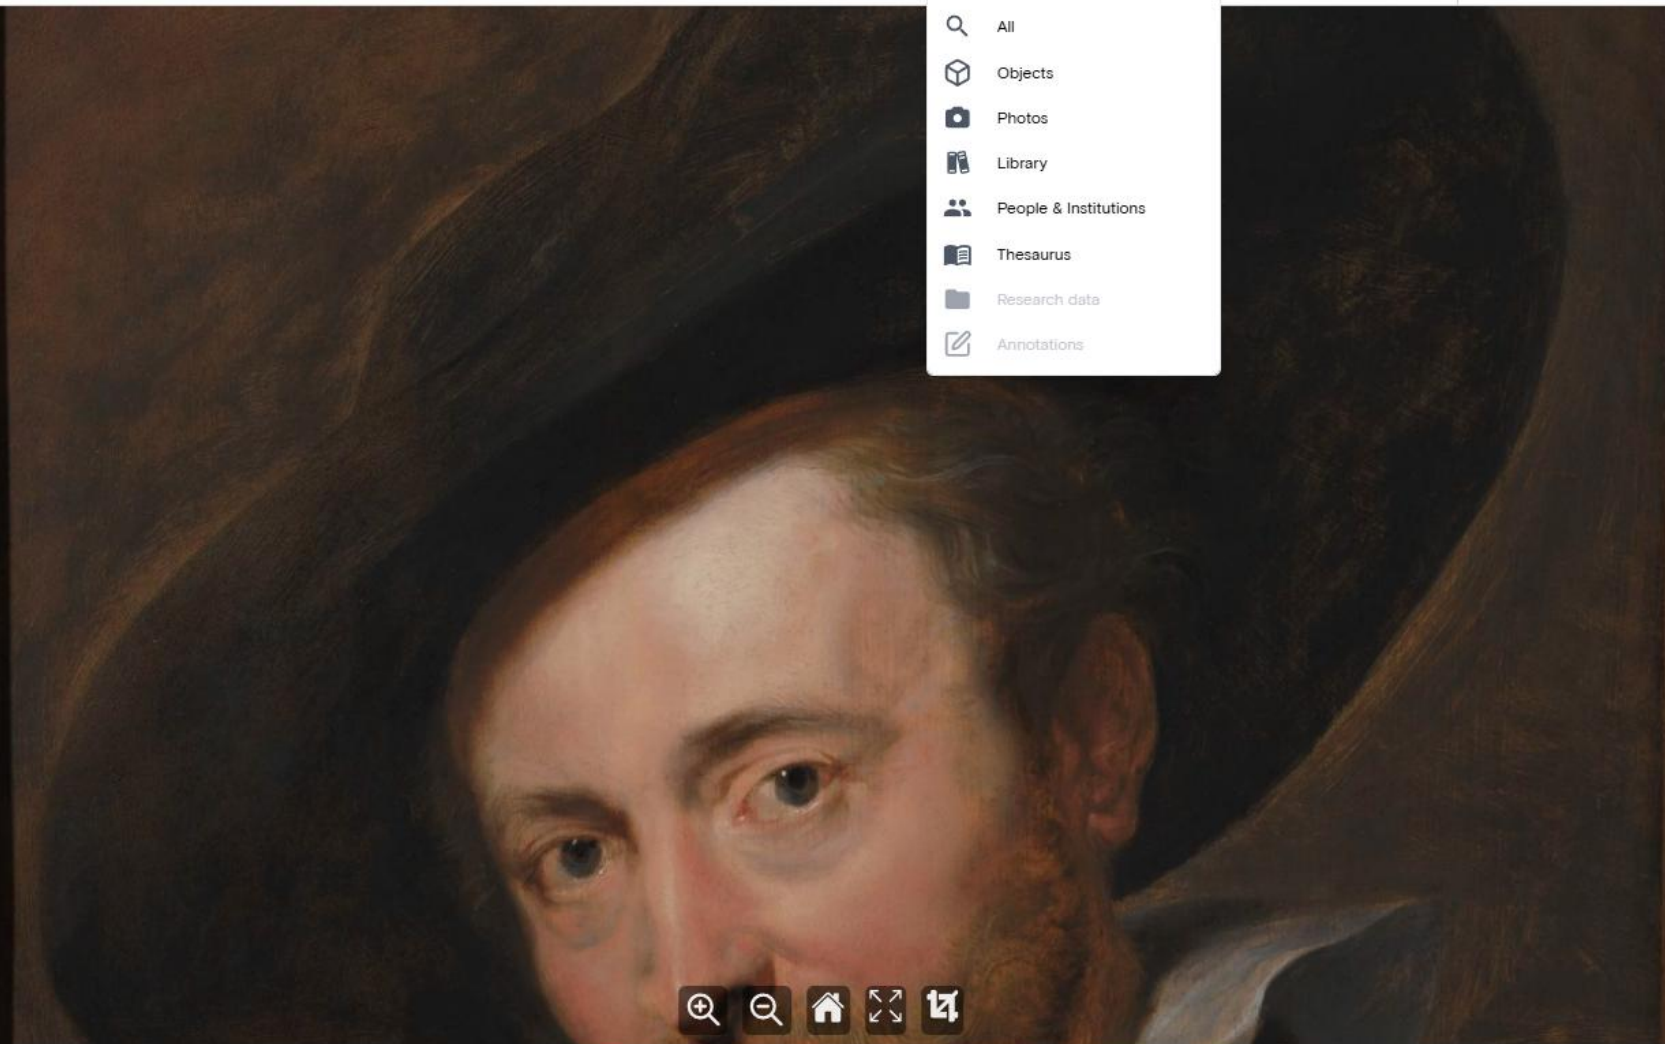 All
Objects
Photos
Library
People & Institutions
Thesaurus
Research data
Annotations